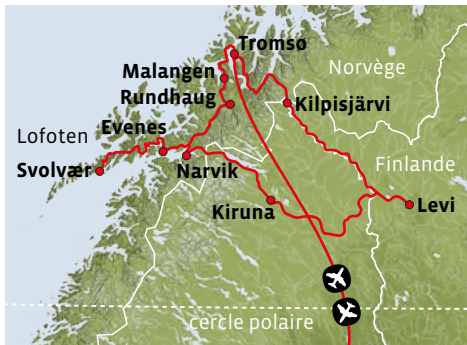 Tromsø
Norvège
Malangen
Rundhaug
Kilpisjärvi
Evenes
Lofoten
Finlande
Svolvær
Narvik
Kiruna
Levi
cercle polaire